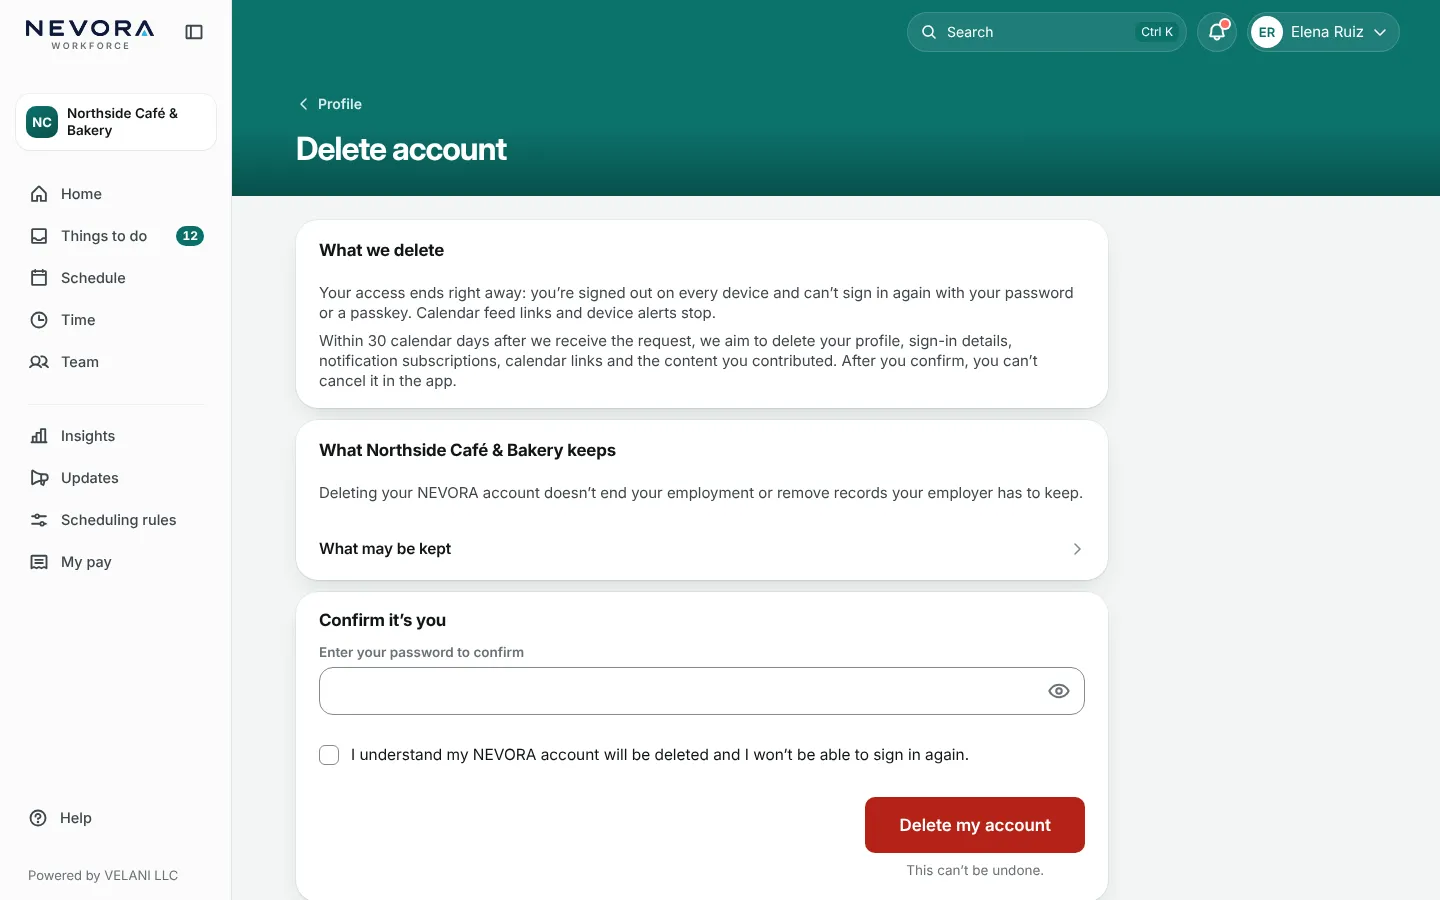 NEVORA
WORKFORCE
Search
Ctrl K
ER
Elena Ruiz
NC
Northside Café &
Bakery
Home
Things to do
12
Schedule
Time
Team
Insights
Updates
Scheduling rules
My pay
Help
Powered by VELANI LLC
Profile
Delete account
What we delete
Your access ends right away: you’re signed out on every device and can’t sign in again with your password
or a passkey. Calendar feed links and device alerts stop.
Within 30 calendar days after we receive the request, we aim to delete your profile, sign-in details,
notification subscriptions, calendar links and the content you contributed. After you confirm, you can’t
cancel it in the app.
What Northside Café & Bakery keeps
Deleting your NEVORA account doesn’t end your employment or remove records your employer has to keep.
What may be kept
Confirm it’s you
Enter your password to confirm
I understand my NEVORA account will be deleted and I won’t be able to sign in again.
Delete my account
This can’t be undone.